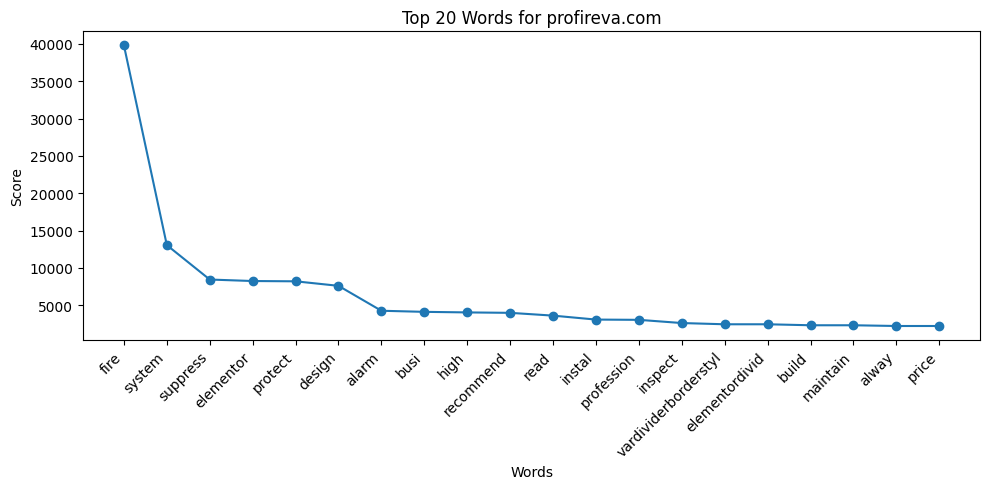 Top 20 Words for profireva.com
Score
40000
35000
30000
25000
20000
15000
10000
5000
fire
system
suppress
elementor
protect
design
alarm
busi
high
recommend
read
instal
profession
inspect
vardividerborderstyl
elementordivid
build
maintain
alway
price
Words